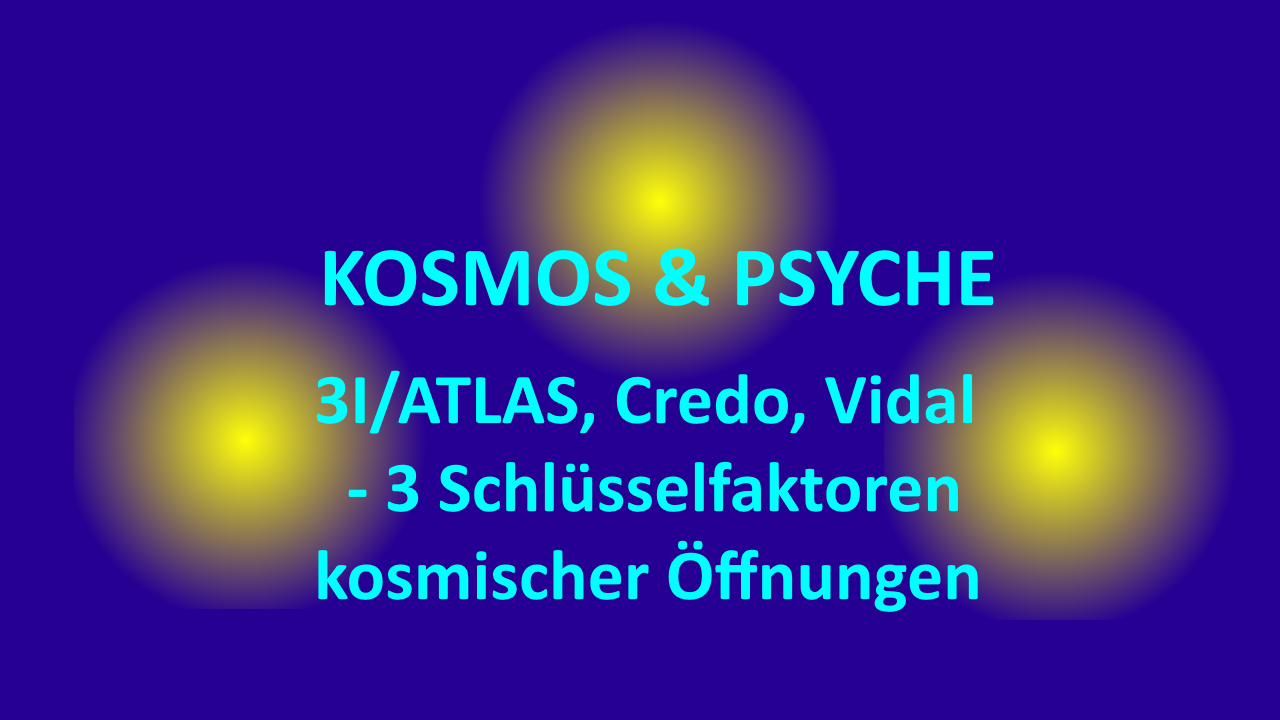 KOSMOS & PSYCHE
3I/ATLAS, Credo, Vidal
- 3 Schlüsselfaktoren
kosmischer Öffnungen